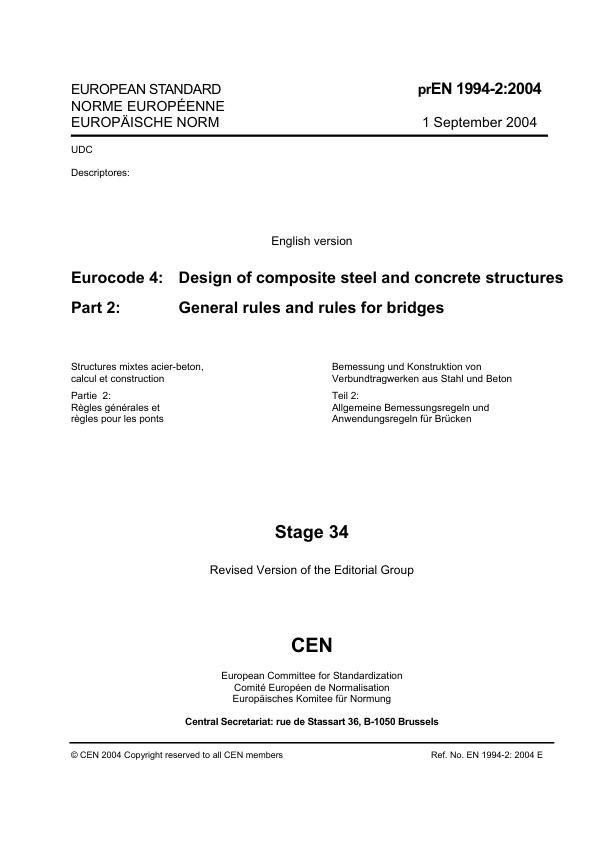 EUROPEAN STANDARD
NORME EUROPÉENNE
EUROPÄISCHE NORM
prEN 1994-2:2004
1 September 2004
UDC
Descriptores:
English version
Eurocode 4: Design of composite steel and concrete structures
Part 2: General rules and rules for bridges
Structures mixtes acier-beton,
calcul et construction
Partie 2:
Règles générales et
règles pour les ponts
Bemessung und Konstruktion von
Verbundtragwerken aus Stahl und Beton
Teil 2:
Allgemeine Bemessungsregeln und
Anwendungsregeln für Brücken
Stage 34
Revised Version of the Editorial Group
CEN
European Committee for Standardization
Comité Européen de Normalisation
Europäisches Komitee für Normung
Central Secretariat: rue de Stassart 36, B-1050 Brussels
© CEN 2004 Copyright reserved to all CEN members
Ref. No. EN 1994-2: 2004 E